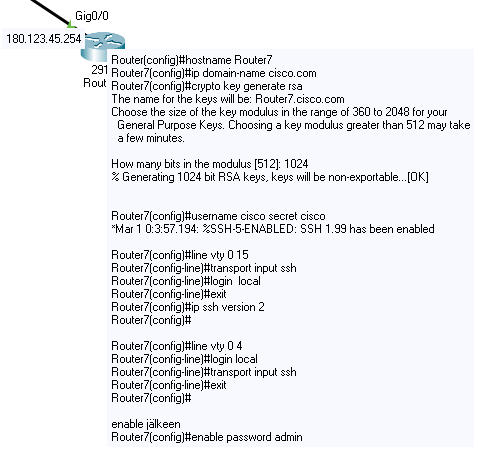 Gig0/0
180.123.45.254
291
Rout
Router(config)#hostname Router7
Router7(config)#ip domain-name cisco.com
Router7(config)#crypto key generate rsa
The name for the keys will be: Router7.cisco.com
Choose the size of the key modulus in the range of 360 to 2048 for your
General Purpose Keys. Choosing a key modulus greater than 512 may take
a few minutes.
How many bits in the modulus [512]: 1024
% Generating 1024 bit RSA keys, keys will be non-exportable...[OK]
Router7(config)#username cisco secret cisco
*Mar 1 0:3:57.194: %SSH-5-ENABLED: SSH 1.99 has been enabled
Router7(config)#line vty 0 15
Router7(config-line)#transport input ssh
Router7(config-line)#login  local
Router7(config-line)#exit
Router7(config)#ip ssh version 2
Router7(config)#
Router7(config)#line vty 0 4
Router7(config-line)#login local
Router7(config-line)#transport input ssh
Router7(config-line)#exit
Router7(config)#
enable jälkeen
Router7(config)#enable password admin